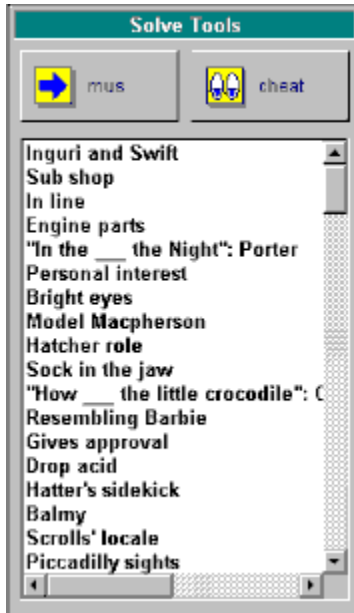 Solve Tools
mus
cheat
Inguri and Swift
Sub shop
In line
Engine parts
"In the ___ the Night": Porter
Personal interest
Bright eyes
Model Macpherson
Hatcher role
Sock in the jaw
"How ___ the little crocodile": C
Resembling Barbie
Gives approval
Drop acid
Hatter's sidekick
Balmy
Scrolls' locale
Piccadilly sights